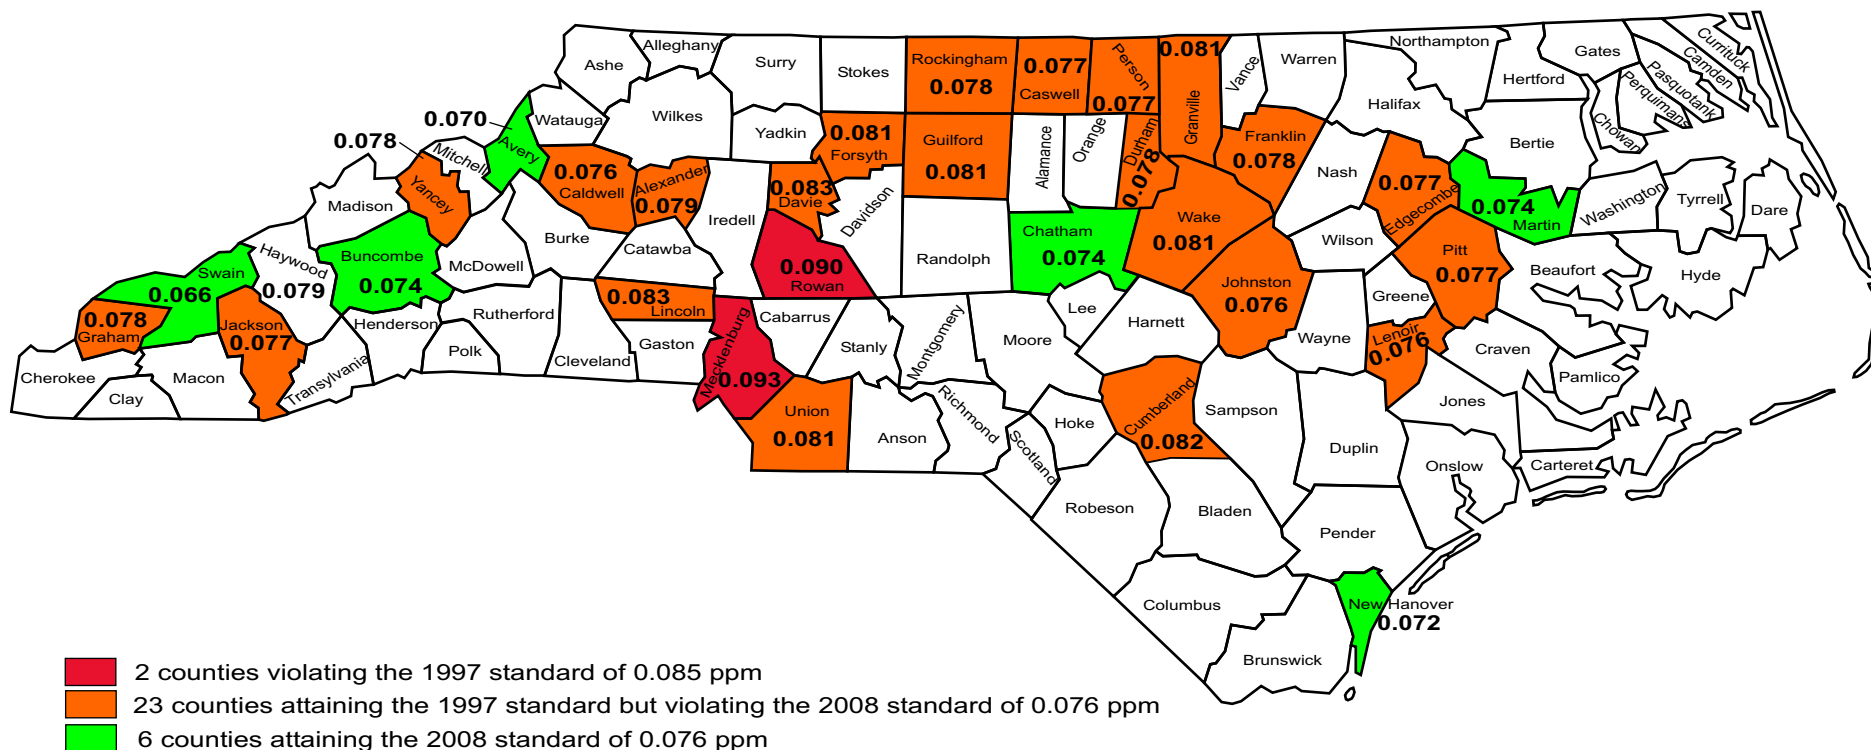 Ashe
Alleghany
Surry
Stokes
Rockingham
0.078
0.077
Caswell
Person
0.077
0.081
Granville
Vance
Warren
Northampton
Halifax
Hertford
Gates
Currituck
Camden
Pasquotank
Perquimans
Chowan
Bertie
0.070
Avery
Watauga
Wilkes
Yadkin
0.081
Forsyth
Guilford
0.081
Alamance
Orange
Durham
0.078
Franklin
0.078
Nash
0.077
Edgecombe
0.074
Martin
Washington
Tyrrell
Dare
0.078
Yancey
Mitchell
0.076
Caldwell
Alexander
0.079
Iredell
0.083
Davie
Davidson
Randolph
Chatham
0.074
Wake
0.081
Johnston
0.076
Wilson
Pitt
0.077
Beaufort
Hyde
Madison
Buncombe
0.074
McDowell
Burke
Catawba
0.090
Rowan
Swain
0.066
Haywood
0.079
0.078
Graham
Jackson
0.077
Henderson
Rutherford
0.083
Lincoln
Gaston
Cleveland
Polk
Transylvania
Macon
Cherokee
Clay
Mecklenburg
0.093
Cabarrus
Stanly
Montgomery
Moore
Lee
Harnett
Wayne
Greene
Lenoir
0.076
Craven
Pamlico
Jones
Union
0.081
Anson
Richmond
Scotland
Hoke
Cumberland
0.082
Sampson
Duplin
Onslow
Carteret
Robeson
Bladen
Pender
Columbus
Brunswick
New Hanover
0.072
2 counties violating the 1997 standard of 0.085 ppm
23 counties attaining the 1997 standard but violating the 2008 standard of 0.076 ppm
6 counties attaining the 2008 standard of 0.076 ppm